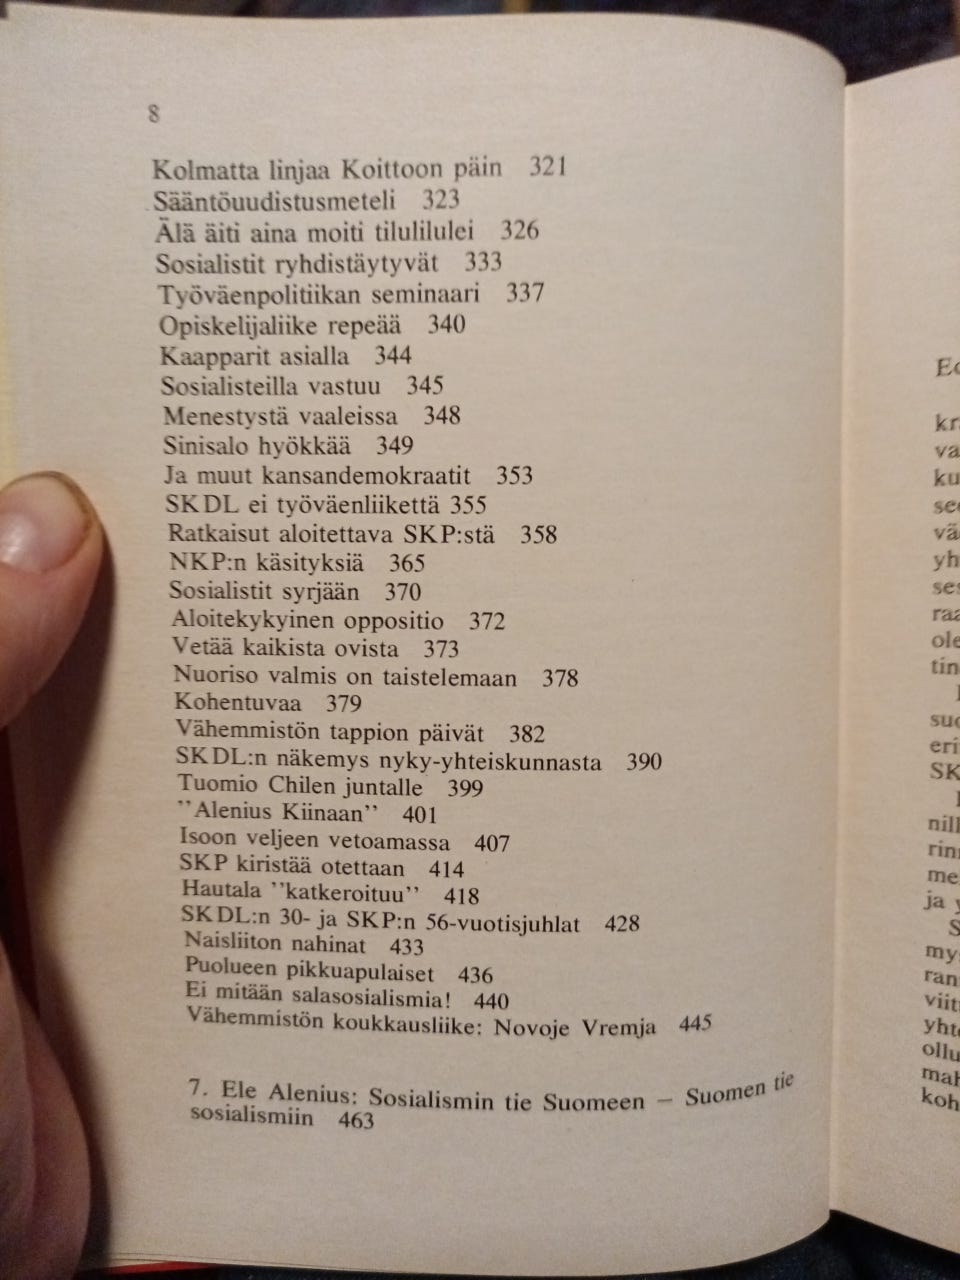 8
Kolmatta linjaa Koittoon päin 321
Sääntöuudistusmeteli 323
Älä äiti aina moiti tilulilulei 326
Sosialistit ryhdistäytyvät 333
Työväenpolitiikan seminaari 337
Opiskelijaliike repeää 340
Kaapparit asialla 344
Sosialisteilla vastuu 345
Menestystä vaaleissa 348
Sinisalo hyökkää 349
Ja muut kansandemokraatit 353
SKDL ei työväenliikettä 355
Ratkaisut aloitettava SKP:stä 358
NKP:n käsityksiä 365
Sosialistit syrjään 370
Aloitekykyinen oppositio 372
Vetää kaikista ovista 373
Nuoriso valmis on taistelemaan 378
Kohentuvaa 379
Vähemmistön tappion päivät 382
SKDL:n näkemys nyky-yhteiskunnasta 390
Tuomio Chilen juntalle 399
"Alenius Kiinaan" 401
Isoon veljeen vetoamassa 407
SKP kiristää otettaan 414
Hautala "katkeroituu" 418
SKDL:n 30- ja SKP:n 56-vuotisjuhlat 428
Naisliiton nahinat 433
Puolueen pikkuapulaiset 436
Ei mitään salasosialismia! 440
Vähemmistön koukkausliike: Novoje Vremja 445
7. Ele Alenius: Sosialismin tie Suomeen — Suomen tie
sosialismiin 463